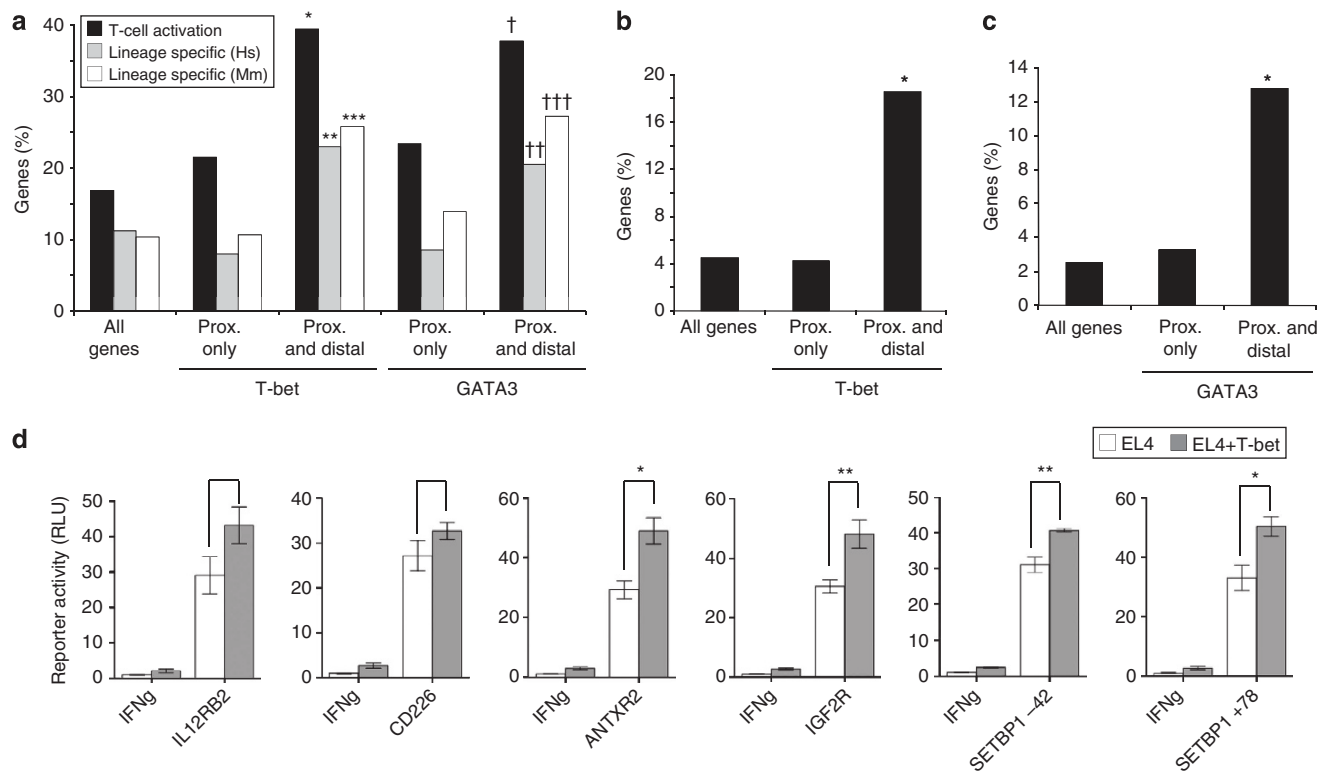 a
T-cell activation
Lineage specific (Hs)
Lineage specific (Mm)
Genes (%)
40
30
20
10
0
*
**
***
†
††
†††
All genes
Prox. only
Prox. and distal
Prox. only
Prox. and distal
T-bet
GATA3
b
Genes (%)
20
18
16
14
12
10
8
6
4
2
0
*
All genes
Prox. only
Prox. and distal
T-bet
c
Genes (%)
14
12
10
8
6
4
2
0
*
All genes
Prox. only
Prox. and distal
GATA3
d
EL4
EL4+T-bet
Reporter activity (RLU)
50
40
30
20
10
0
IFNg
IL12RB2
40
30
20
10
0
IFNg
CD226
60
40
20
0
*
IFNg
ANTXR2
60
40
20
0
**
IFNg
IGF2R
50
40
30
20
10
0
**
IFNg
SETBP1 –42
60
40
20
0
*
IFNg
SETBP1 +78